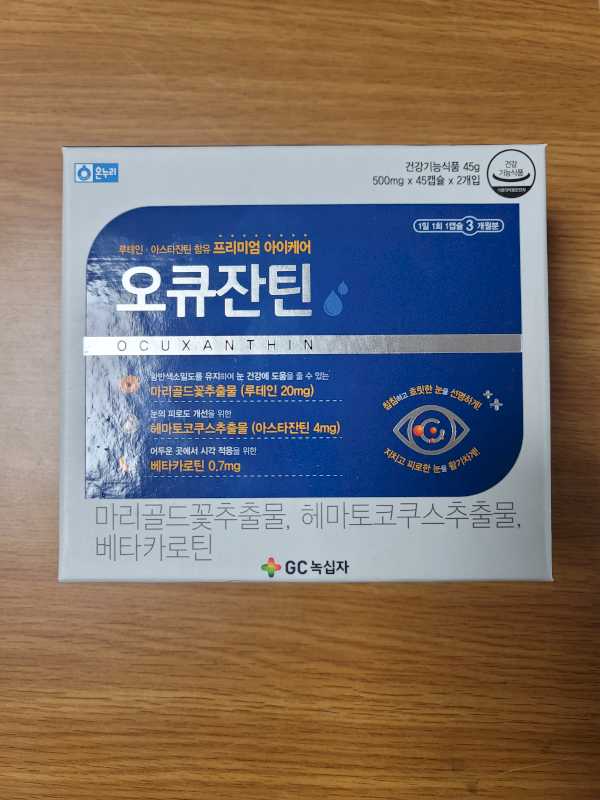 온누리
건강기능식품 45g
500mg x 45캡슐 x 2개입
건강
기능식품
1일 1회 1캡슐 3개월분
루테인·아스타잔틴 함유 프리미엄 아이케어
오큐잔틴
OCUXANTHIN
황반색소밀도를 유지하여 눈 건강에 도움을 줄 수 있는
마리골드꽃추출물 (루테인 20mg)
눈의 피로도 개선을 위한
헤마토코쿠스추출물 (아스타잔틴 4mg)
어두운 곳에서 시각 적응을 위한
베타카로틴 0.7mg
침침하고 흐릿한 눈을 선명하게!
지치고 피로한 눈을 활기차게!
마리골드꽃추출물, 헤마토코쿠스추출물,
베타카로틴
GC녹십자